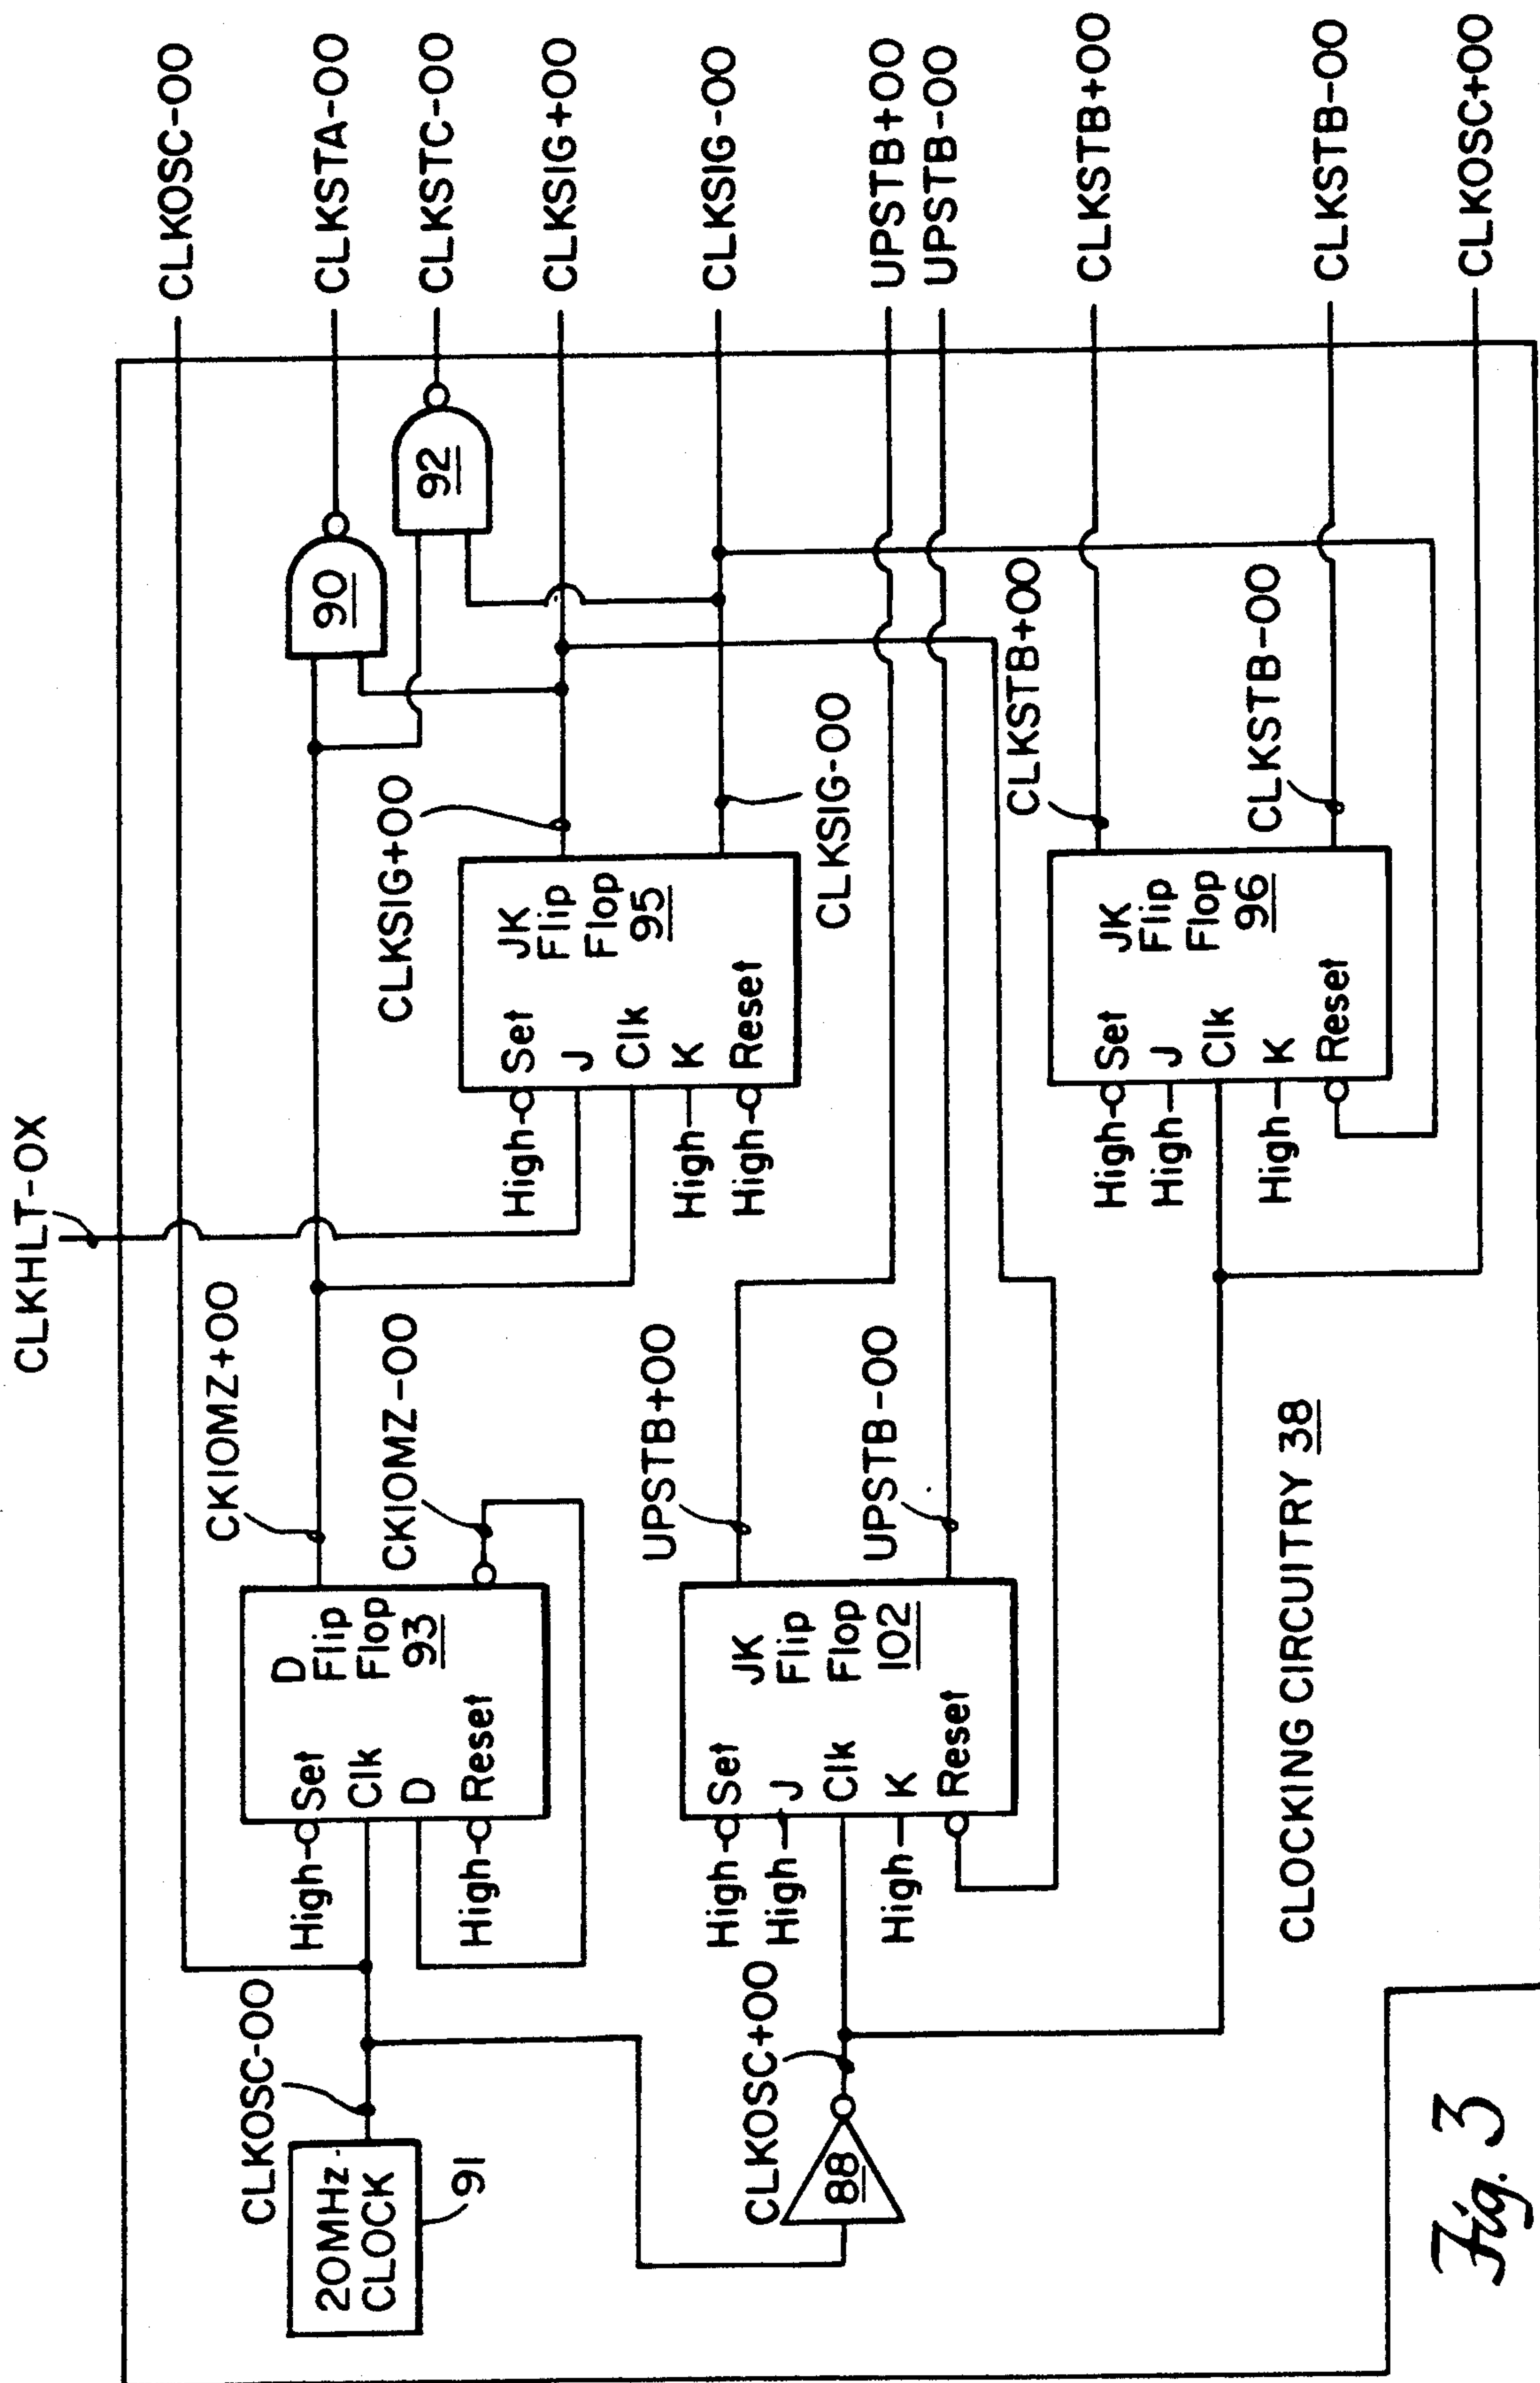 CLKHLT-OX
CLKOSC-00
CLKSTA-00
CLKSTC-00
CLKSIG+00
CLKSIG-00
UPSTB+00
UPSTB-00
CLKSTB+00
CLKSTB-00
CLKOSC+00
20MHz
CLOCK
91
CLKOSC-00
High
Set
Clk
D
High
Reset
D
Flip
Flop
93
CK10MZ+00
CK10MZ-00
90
92
High
Set
J
Clk
High
K
High
Reset
JK
Flip
Flop
95
CLKSIG+00
CLKSIG-00
88
CLKOSC+00
High
Set
High
J
Clk
High
K
Reset
JK
Flip
Flop
102
UPSTB+00
UPSTB-00
High
Set
High
J
Clk
High
K
Reset
JK
Flip
Flop
96
CLKSTB+00
CLKSTB-00
CLOCKING CIRCUITRY 38
Fig. 3